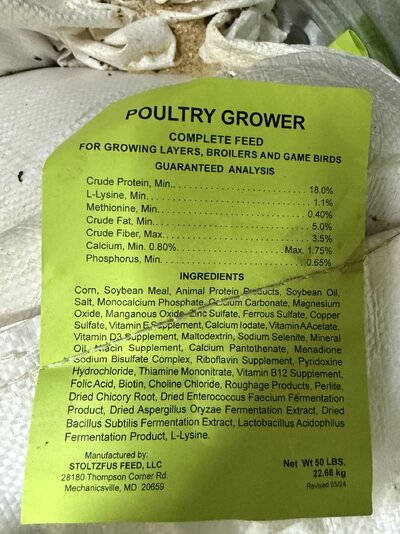 POULTRY GROWER
COMPLETE FEED
FOR GROWING LAYERS, BROILERS AND GAME BIRDS
GUARANTEED ANALYSIS
Crude Protein, Min.. . . . . . . . . . . . . . . . . . . . . . . . . . . 18.0%
L-Lysine, Min. . . . . . . . . . . . . . . . . . . . . . . . . . . . . . 1.1%
Methionine, Min. . . . . . . . . . . . . . . . . . . . . . . . . . . . 0.40%
Crude Fat, Min. . . . . . . . . . . . . . . . . . . . . . . . . . . . . 5.0%
Crude Fiber, Max. . . . . . . . . . . . . . . . . . . . . . . . . . . 3.5%
Calcium, Min. 0.80%. . . . . . . . . . . . . . . . . . . . Max. 1.75%
Phosphorus, Min. . . . . . . . . . . . . . . . . . . . . . . . . . . 0.65%
INGREDIENTS
Corn, Soybean Meal, Animal Protein Products, Soybean Oil,
Salt, Monocalcium Phosphate, Calcium Carbonate, Magnesium
Oxide, Manganous Oxide, Zinc Sulfate, Ferrous Sulfate, Copper
Sulfate, Vitamin E Supplement, Calcium Iodate, Vitamin A Acetate,
Vitamin D3 Supplement, Maltodextrin, Sodium Selenite, Mineral
Oil, Niacin Supplement, Calcium Pantothenate, Menadione
Sodium Bisulfate Complex, Riboflavin Supplement, Pyridoxine
Hydrochloride, Thiamine Mononitrate, Vitamin B12 Supplement,
Folic Acid, Biotin, Choline Chloride, Roughage Products, Perlite,
Dried Chicory Root, Dried Enterococcus Faecium Fermentation
Product, Dried Aspergillus Oryzae Fermentation Extract, Dried
Bacillus Subtilis Fermentation Extract, Lactobacillus Acidophilus
Fermentation Product, L-Lysine.
Manufactured by:
STOLTZFUS FEED, LLC
28180 Thompson Corner Rd.
Mechanicsville, MD 20659
Net Wt 50 LBS,
22.68 kg
Revised 05/24